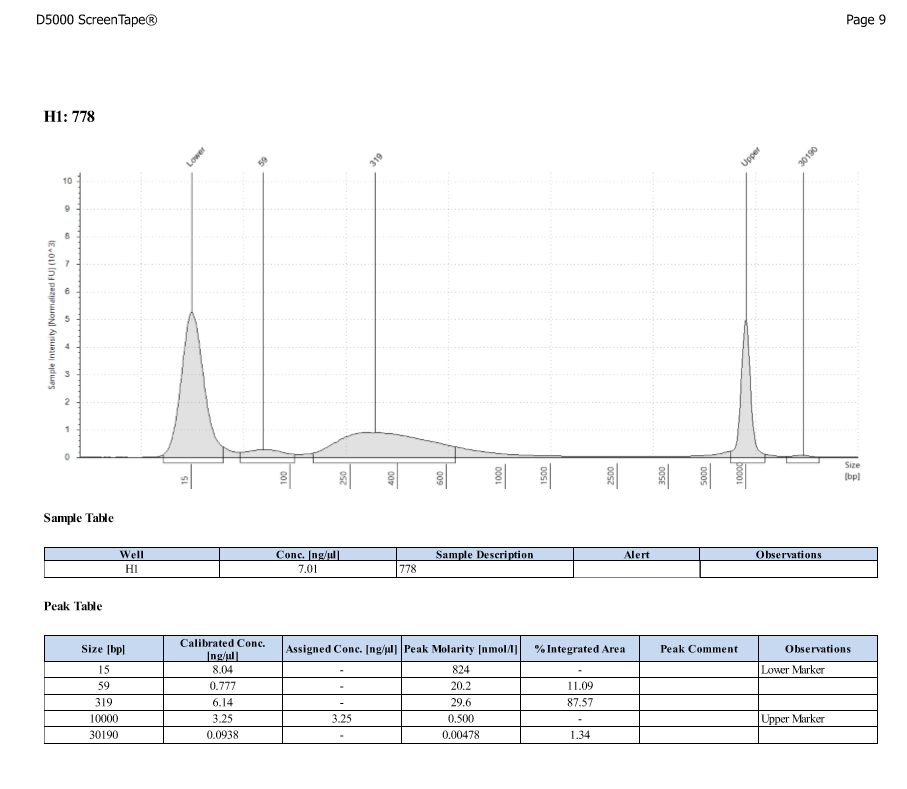 D5000 ScreenTape® Page 9
H1: 778
Lower 59 319 Upper 30190
Sample Intensity [Normalized FU] (10^3)
10
9
8
7
6
5
4
3
2
1
0
15 100 250 400 600 1000 1500 2500 3500 5000 10000 Size [bp]
Sample Table
Well Conc. [ng/µl] Sample Description Alert Observations
H1 7.01 778
Peak Table
Size [bp] Calibrated Conc. [ng/µl] Assigned Conc. [ng/µl] Peak Molarity [nmol/l] % Integrated Area Peak Comment Observations
15 8.04 - 824 - Lower Marker
59 0.777 - 20.2 11.09
319 6.14 - 29.6 87.57
10000 3.25 3.25 0.500 - Upper Marker
30190 0.0938 - 0.00478 1.34